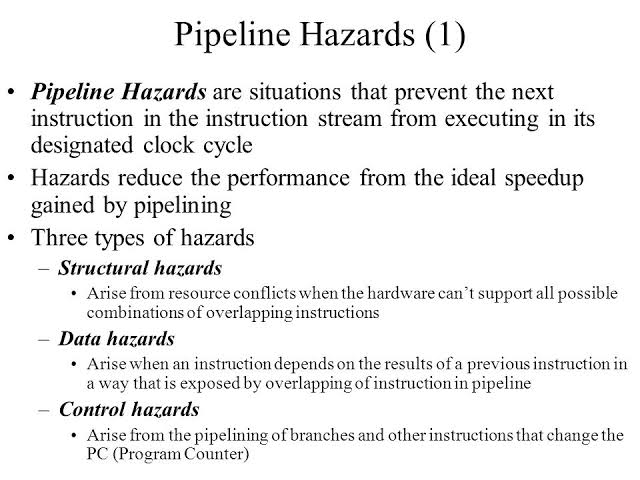 Pipeline Hazards (1)
• Pipeline Hazards are situations that prevent the next
instruction in the instruction stream from executing in its
designated clock cycle
• Hazards reduce the performance from the ideal speedup
gained by pipelining
• Three types of hazards
– Structural hazards
• Arise from resource conflicts when the hardware can't support all possible
combinations of overlapping instructions
– Data hazards
• Arise when an instruction depends on the results of a previous instruction in
a way that is exposed by overlapping of instruction in pipeline
– Control hazards
• Arise from the pipelining of branches and other instructions that change the
PC (Program Counter)